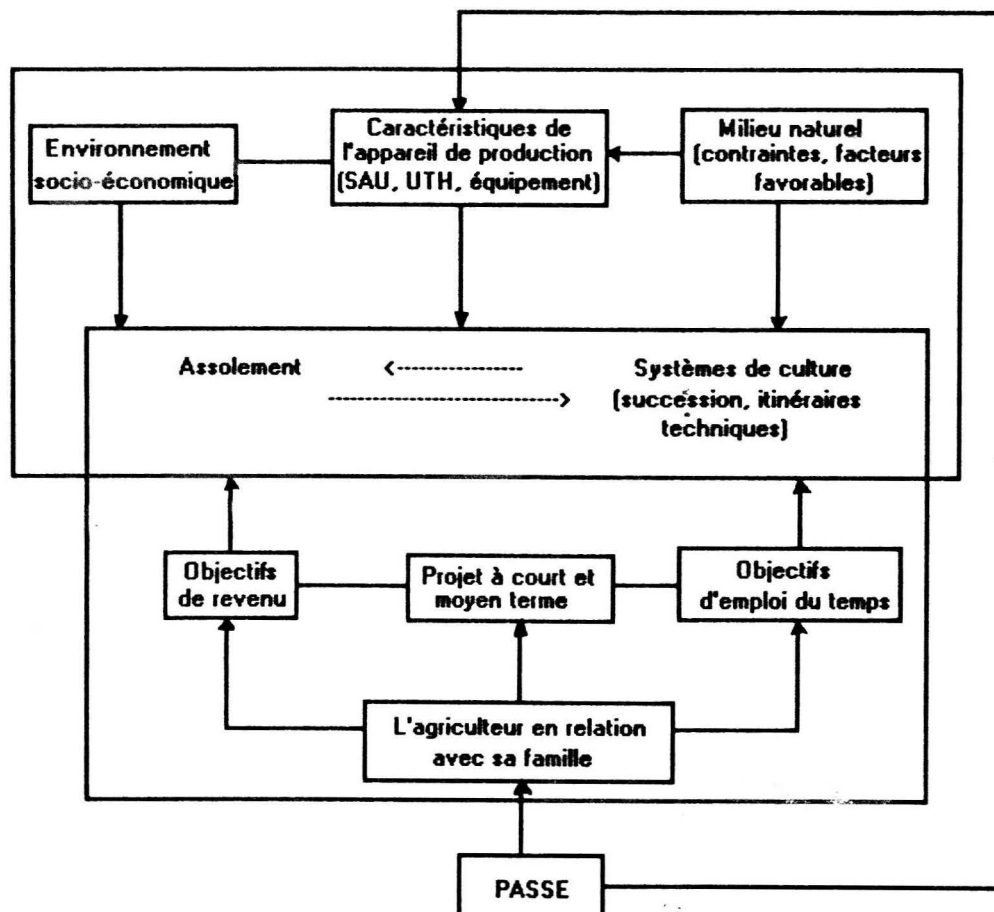 Environnement
socio-économique
Caractéristiques de
l'appareil de production
(SAU, UTH, équipement)
Milieu naturel
(contraintes, facteurs
favorables)
Assolement
Systèmes de culture
(succession, itinéraires
techniques)
Objectifs
de revenu
Projet à court et
moyen terme
Objectifs
d'emploi du temps
L'agriculteur en relation
avec sa famille
PASSE